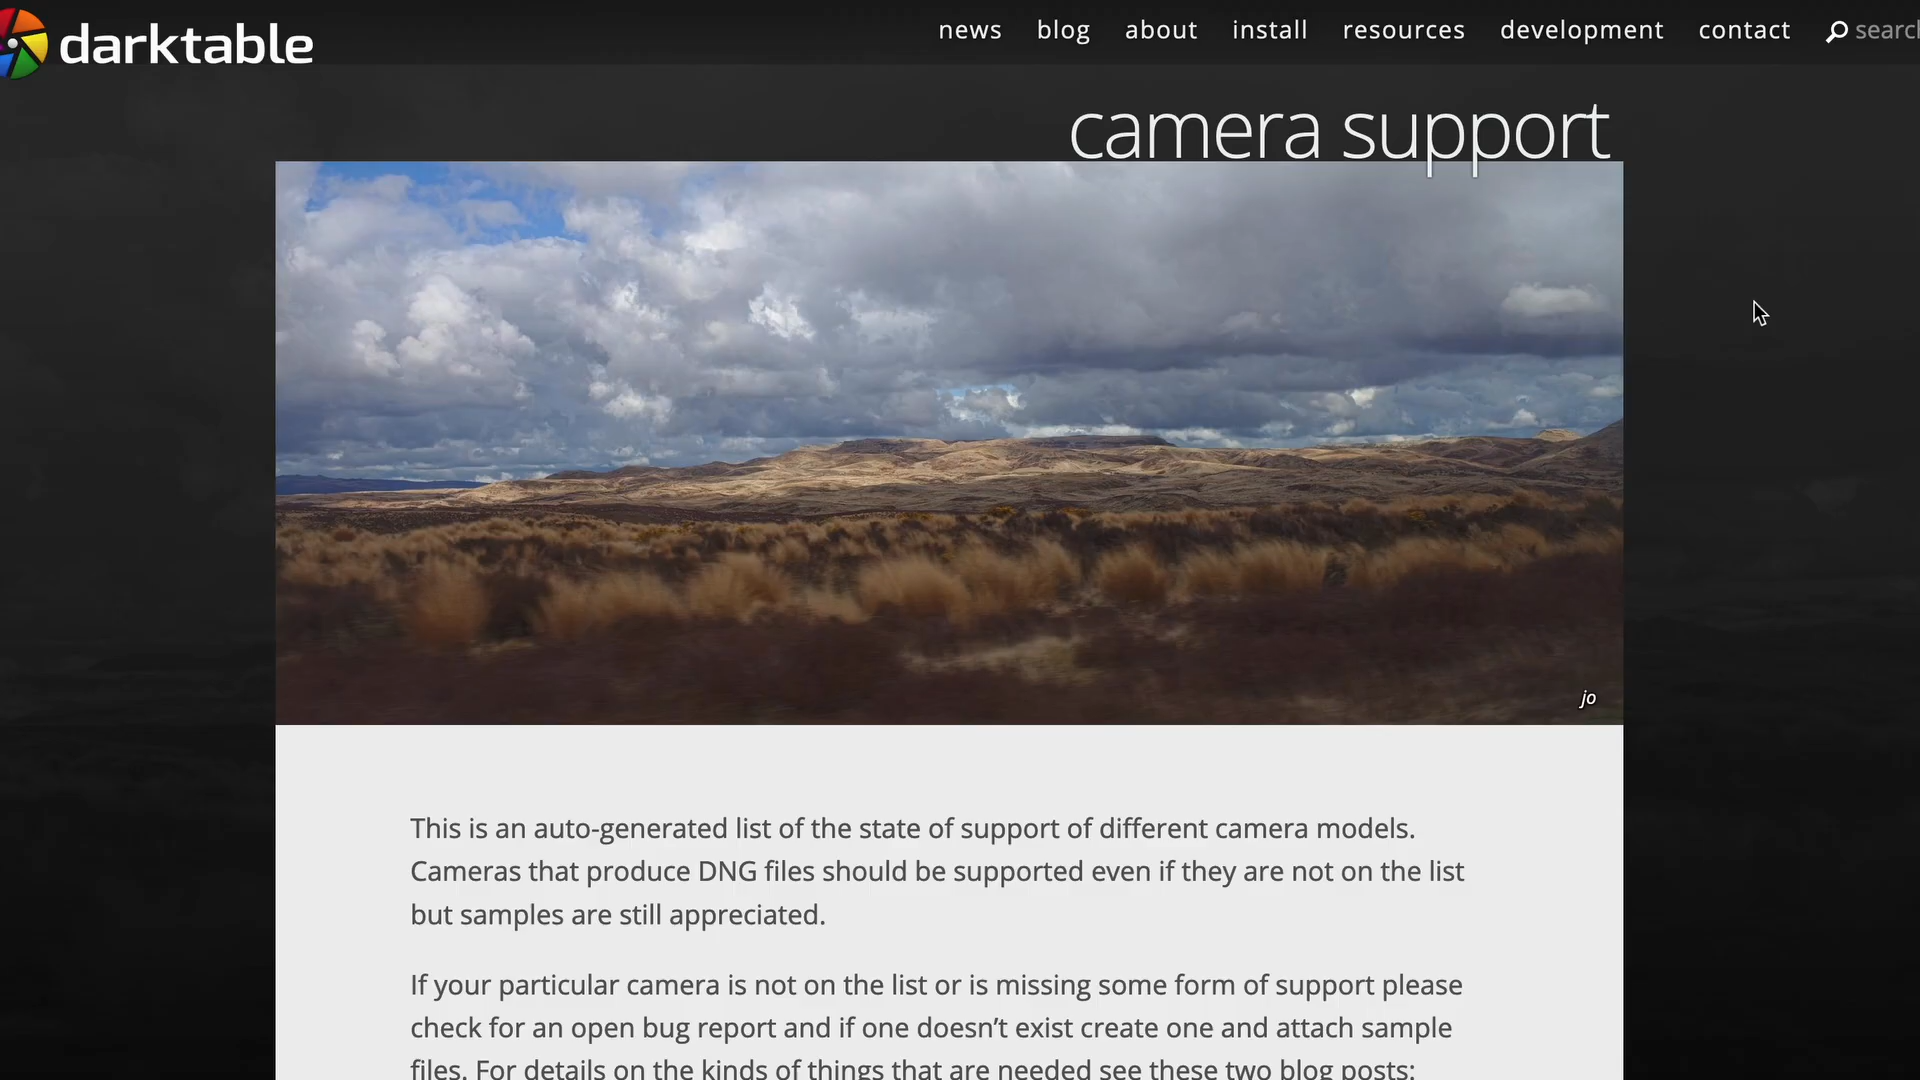 darktable
news blog about install resources development contact search
camera support
jo
This is an auto-generated list of the state of support of different camera models.
Cameras that produce DNG files should be supported even if they are not on the list
but samples are still appreciated.
If your particular camera is not on the list or is missing some form of support please
check for an open bug report and if one doesn’t exist create one and attach sample
files. For details on the kinds of things that are needed see these two blog posts: